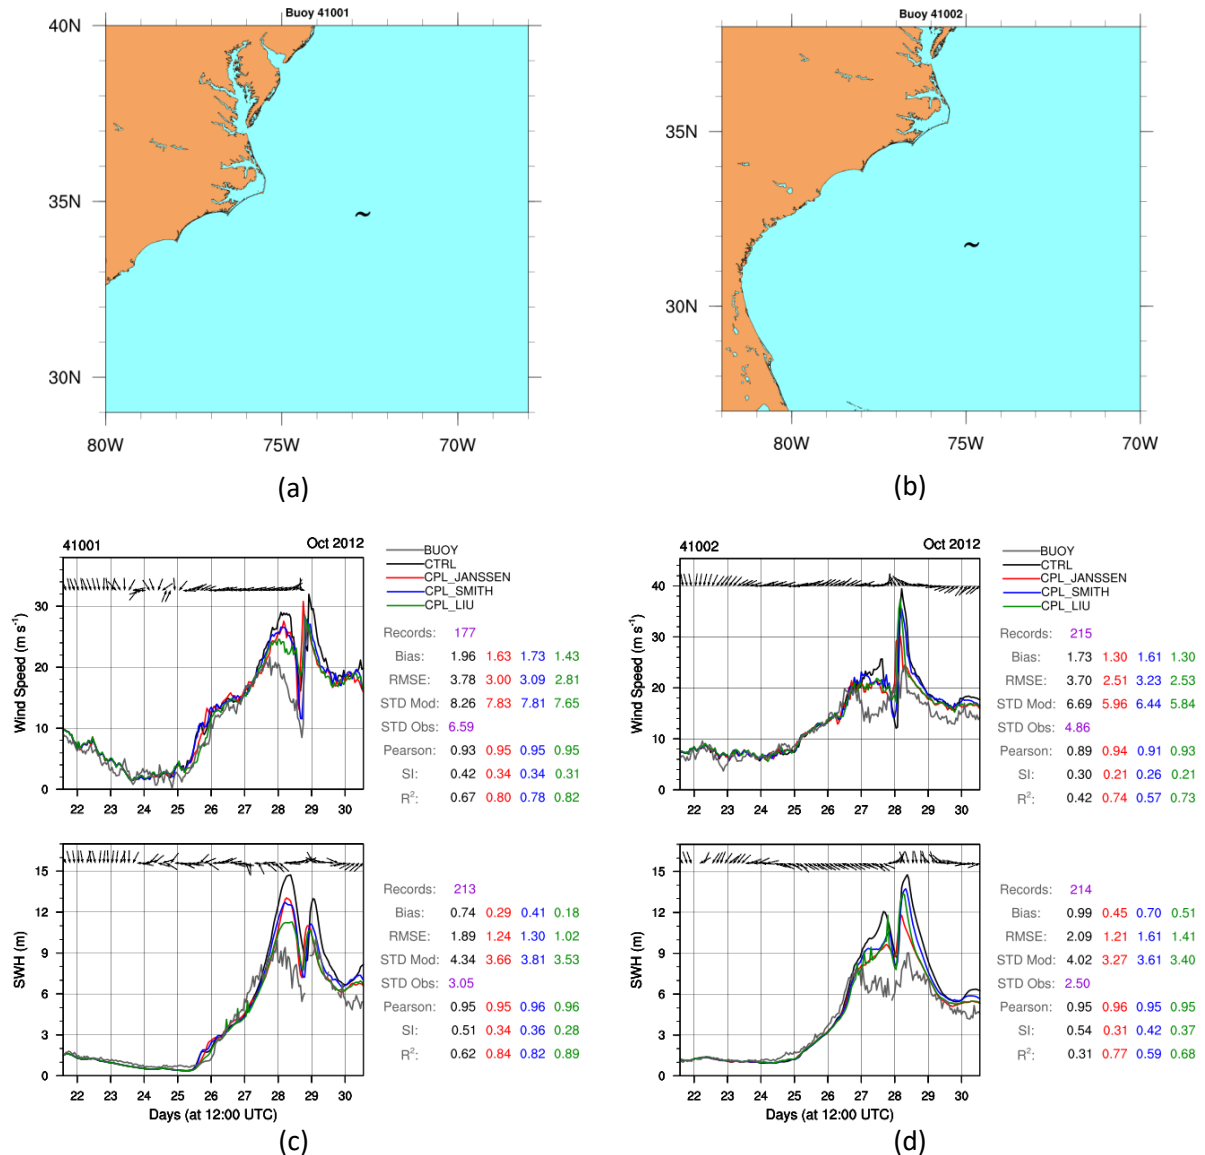 Buoy 41001
40N
35N
30N
80W 75W 70W
(a)
Buoy 41002
35N
30N
80W 75W 70W
(b)
41001 Oct 2012
Wind Speed (m s-1)
30
20
10
0
22 23 24 25 26 27 28 29 30
BUOY
CTRL
CPL_JANSSEN
CPL_SMITH
CPL_LIU
Records: 177
Bias: 1.96 1.63 1.73 1.43
RMSE: 3.78 3.00 3.09 2.81
STD Mod: 8.26 7.83 7.81 7.65
STD Obs: 6.59
Pearson: 0.93 0.95 0.95 0.95
SI: 0.42 0.34 0.34 0.31
R2: 0.67 0.80 0.78 0.82
SWH (m)
15
12
9
6
3
0
22 23 24 25 26 27 28 29 30
Days (at 12:00 UTC)
Records: 213
Bias: 0.74 0.29 0.41 0.18
RMSE: 1.89 1.24 1.30 1.02
STD Mod: 4.34 3.66 3.81 3.53
STD Obs: 3.05
Pearson: 0.95 0.95 0.96 0.96
SI: 0.51 0.34 0.36 0.28
R2: 0.62 0.84 0.82 0.89
(c)
41002 Oct 2012
Wind Speed (m s-1)
40
30
20
10
0
22 23 24 25 26 27 28 29 30
BUOY
CTRL
CPL_JANSSEN
CPL_SMITH
CPL_LIU
Records: 215
Bias: 1.73 1.30 1.61 1.30
RMSE: 3.70 2.51 3.23 2.53
STD Mod: 6.69 5.96 6.44 5.84
STD Obs: 4.86
Pearson: 0.89 0.94 0.91 0.93
SI: 0.30 0.21 0.26 0.21
R2: 0.42 0.74 0.57 0.73
SWH (m)
15
12
9
6
3
0
22 23 24 25 26 27 28 29 30
Days (at 12:00 UTC)
Records: 214
Bias: 0.99 0.45 0.70 0.51
RMSE: 2.09 1.21 1.61 1.41
STD Mod: 4.02 3.27 3.61 3.40
STD Obs: 2.50
Pearson: 0.95 0.96 0.95 0.95
SI: 0.54 0.31 0.42 0.37
R2: 0.31 0.77 0.59 0.68
(d)